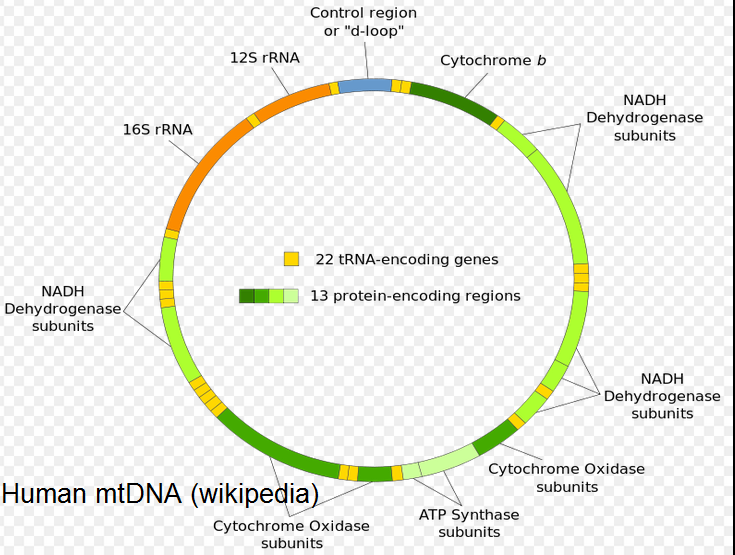 Control region
or "d-loop"
12S rRNA
Cytochrome b
NADH
Dehydrogenase
subunits
16S rRNA
22 tRNA-encoding genes
13 protein-encoding regions
NADH
Dehydrogenase
subunits
NADH
Dehydrogenase
subunits
Cytochrome Oxidase
subunits
Human mtDNA (wikipedia)
ATP Synthase
subunits
Cytochrome Oxidase
subunits